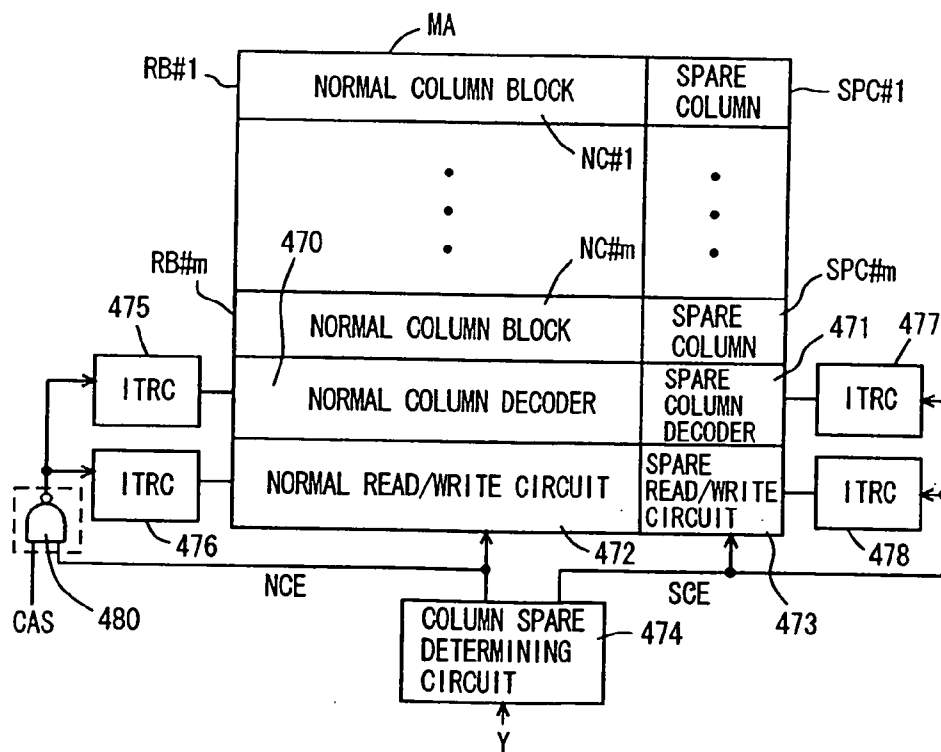 MA
RB#1
NORMAL COLUMN BLOCK
SPARE
COLUMN
SPC#1
NC#1
NC#m
RB#m
470
SPC#m
475
NORMAL COLUMN BLOCK
SPARE
COLUMN
471
477
ITRC
NORMAL COLUMN DECODER
SPARE
COLUMN
DECODER
ITRC
ITRC
NORMAL READ/WRITE CIRCUIT
SPARE
READ/WRITE
CIRCUIT
ITRC
476
472
478
NCE
SCE
473
CAS
480
COLUMN SPARE
DETERMINING
CIRCUIT
474
Y